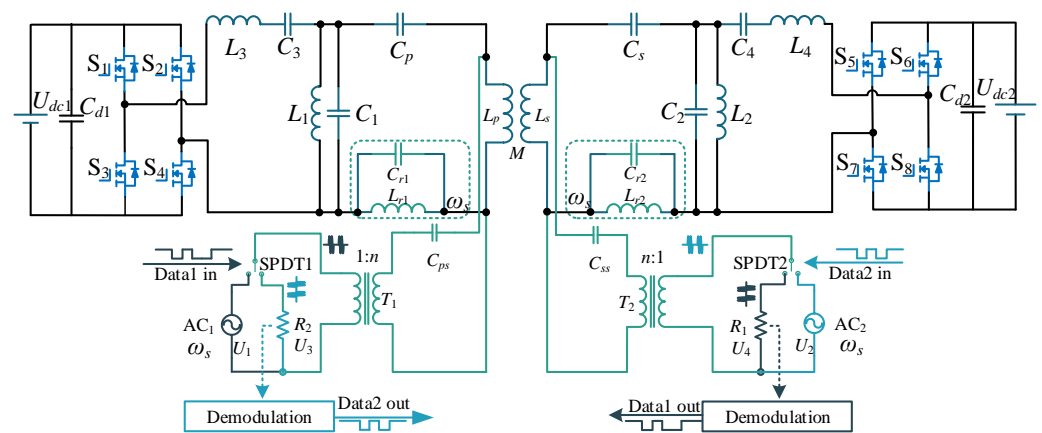 L3 C3 Cp Cs C4 L4
S1 S2 S5 S6
Udc1 Cd1 L1 C1 Lp Ls C2 L2 Cd2 Udc2
M
S3 S4 Cr1 Cr2 S7 S8
Lr1 ωs Lr2
Data1 in SPDT1 1:n Cps Css n:1 SPDT2 Data2 in
T1 T2
AC1 R2 R1 AC2
ωs U1 U3 U4 U2 ωs
Demodulation Data2 out Data1 out Demodulation